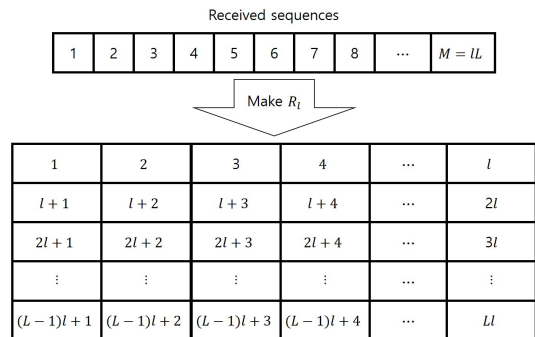 Received sequences
1 2 3 4 5 6 7 8 ⋯ M = lL
Make R_l
1 2 3 4 ⋯ l
l + 1 l + 2 l + 3 l + 4 ⋯ 2l
2l + 1 2l + 2 2l + 3 2l + 4 ⋯ 3l
⋮ ⋮ ⋮ ⋮ ⋯ ⋮
(L − 1)l + 1 (L − 1)l + 2 (L − 1)l + 3 (L − 1)l + 4 ⋯ Ll